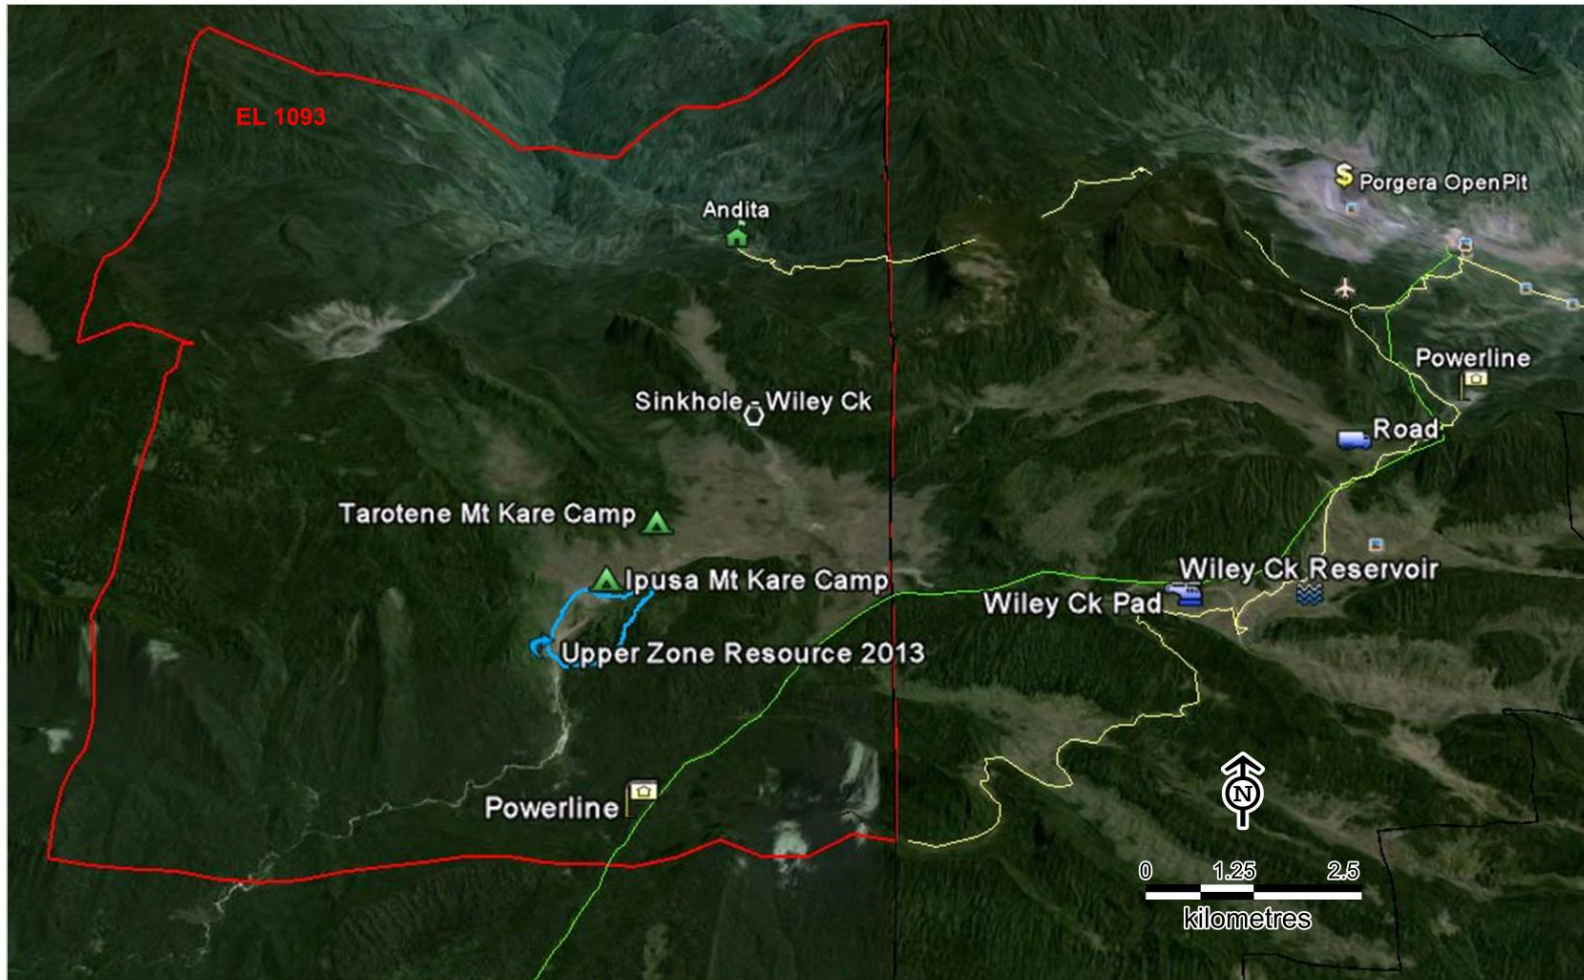 EL 1093
$ Porgera OpenPit
Andita
Powerline
Sinkhole - Wiley Ck
Road
Tarotene Mt Kare Camp
Ipusa Mt Kare Camp
Wiley Ck Reservoir
Wiley Ck Pad
Upper Zone Resource 2013
N
Powerline
0 1.25 2.5
kilometres